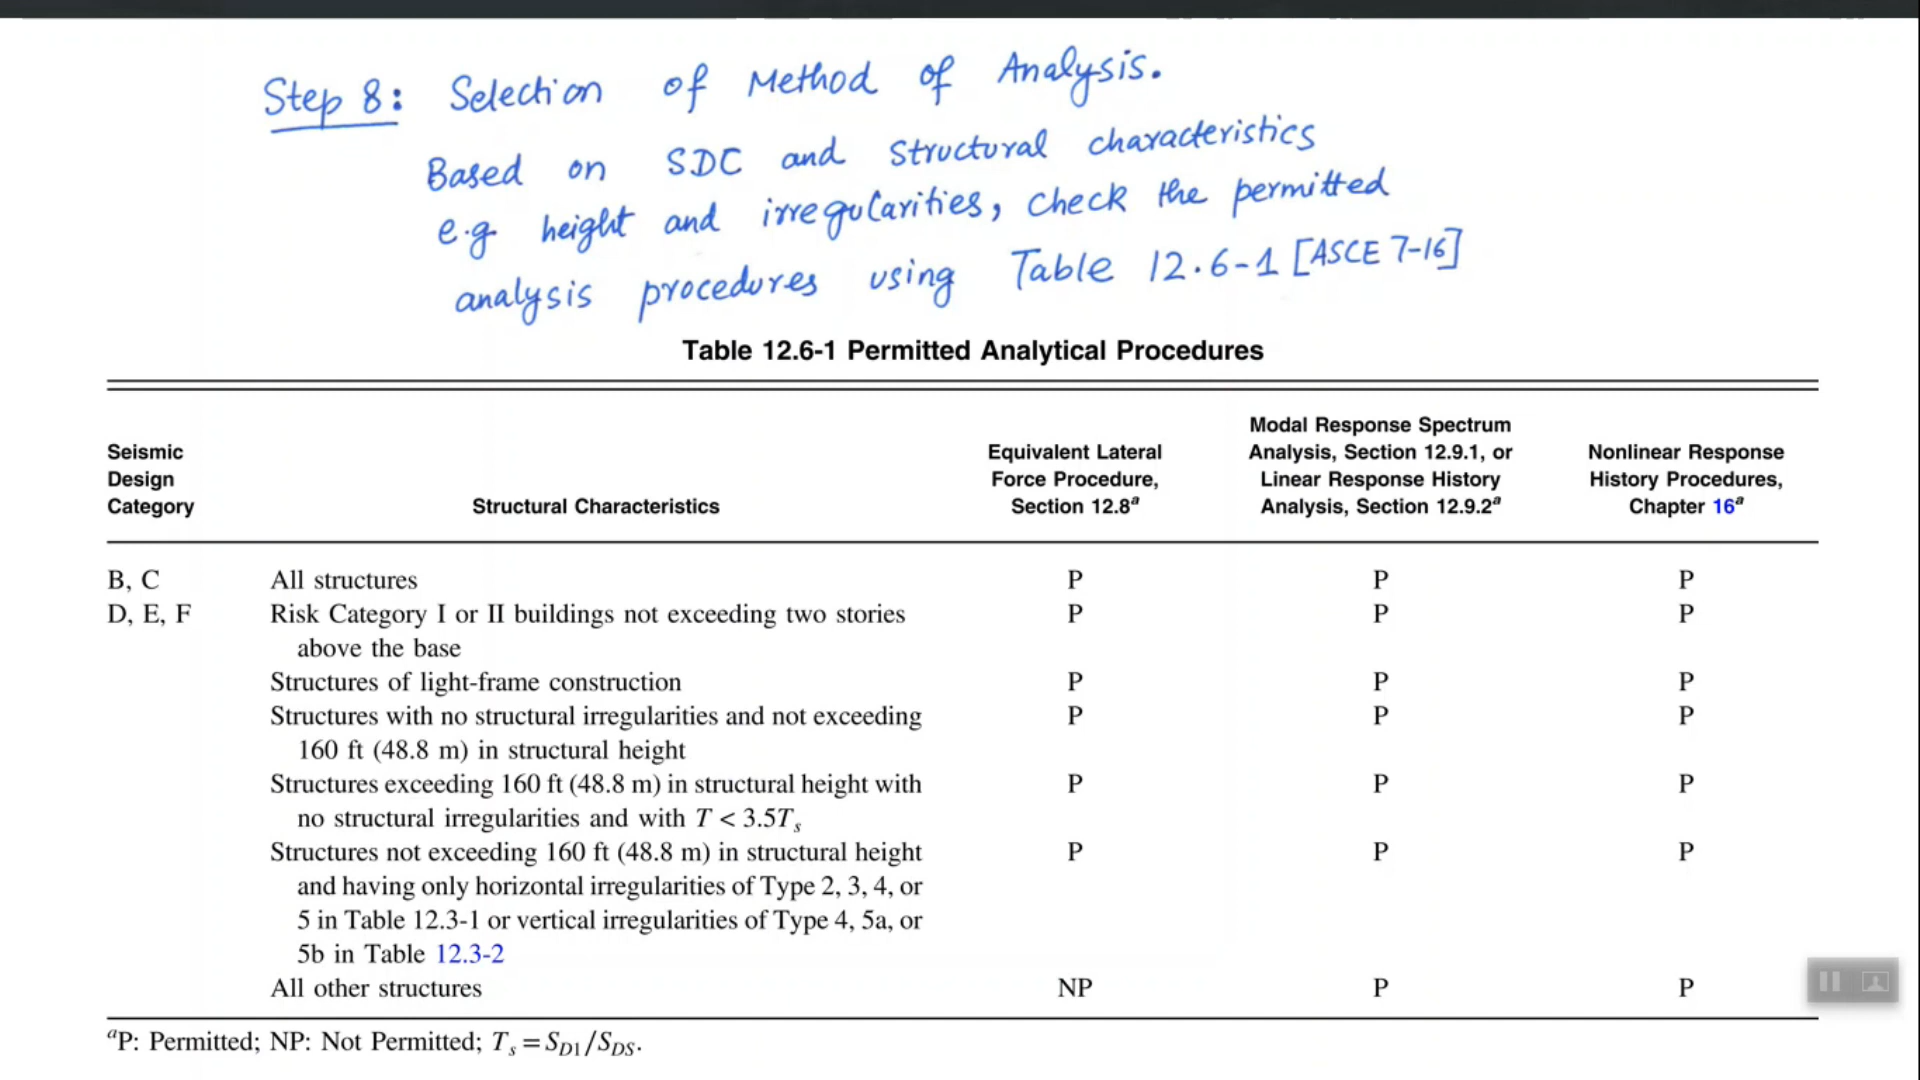 Step 8: Selection of Method of Analysis.
Based on SDC and Structural characteristics
e.g height and irregularities, check the permitted
analysis procedures using Table 12.6-1 [ASCE 7-16]
Table 12.6-1 Permitted Analytical Procedures
Seismic
Design
Category
Structural Characteristics
Equivalent Lateral
Force Procedure,
Section 12.8ᵃ
Modal Response Spectrum
Analysis, Section 12.9.1, or
Linear Response History
Analysis, Section 12.9.2ᵃ
Nonlinear Response
History Procedures,
Chapter 16ᵃ
B, C All structures P P P
D, E, F Risk Category I or II buildings not exceeding two stories P P P
above the base
Structures of light-frame construction P P P
Structures with no structural irregularities and not exceeding P P P
160 ft (48.8 m) in structural height
Structures exceeding 160 ft (48.8 m) in structural height with P P P
no structural irregularities and with T < 3.5Tₛ
Structures not exceeding 160 ft (48.8 m) in structural height P P P
and having only horizontal irregularities of Type 2, 3, 4, or
5 in Table 12.3-1 or vertical irregularities of Type 4, 5a, or
5b in Table 12.3-2
All other structures NP P P
ᵃP: Permitted; NP: Not Permitted; Tₛ = S_D1/S_DS.